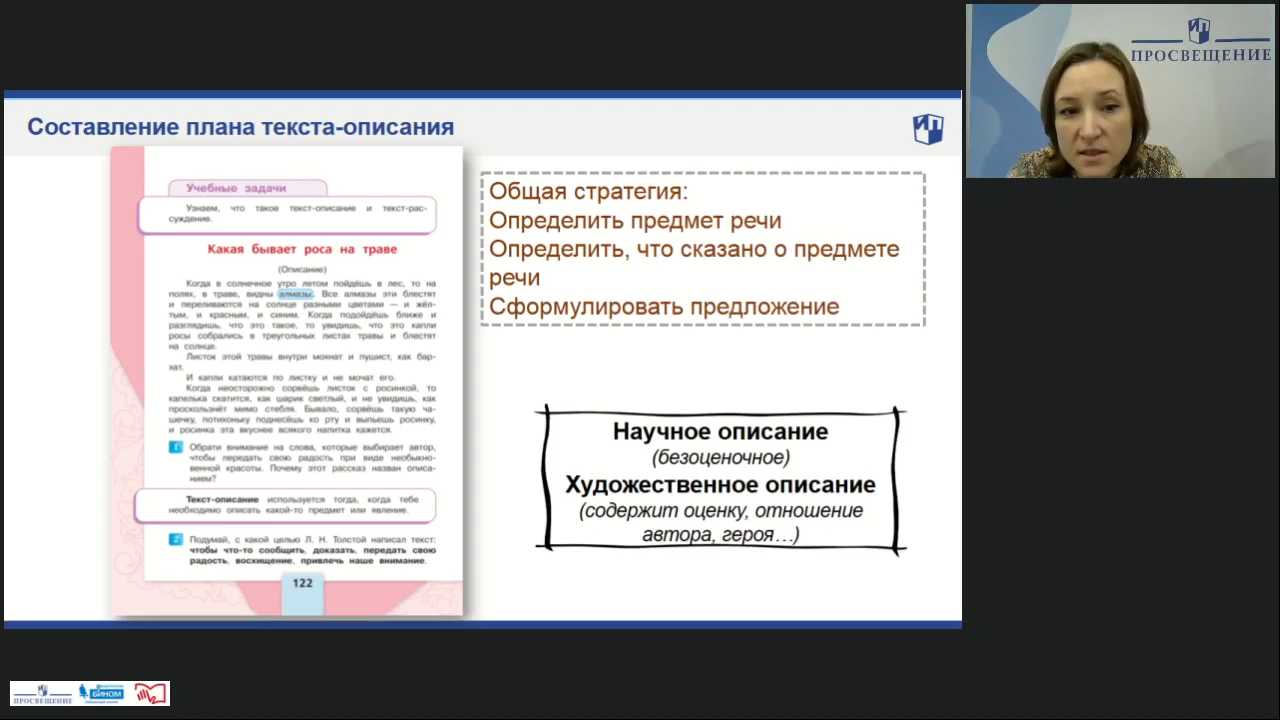 ПРОСВЕЩЕНИЕ
Составление плана текста-описания
ИП
Учебные задачи
Узнаем, что такое текст-описание и текст-рас-
суждение.
Какая бывает роса на траве
(Описание)
Когда в солнечное утро летом пойдёшь в лес, то на
полях, в траве, видны алмазы. Все алмазы эти блестят
и переливаются на солнце разными цветами — и жёл-
тым, и красным, и синим. Когда подойдёшь ближе и
разглядишь, что это такое, то увидишь, что это капли
росы собрались в треугольных листах травы и блестят
на солнце.
Листок этой травы внутри мохнат и пушист, как бар-
хат.
И капли катаются по листку и не мочат его.
Когда неосторожно сорвёшь листок с росинкой, то
капелька скатится, как шарик светлый, и не увидишь, как
проскользнёт мимо стебля. Бывало, сорвёшь такую ча-
шечку, потихоньку поднесёшь ко рту и выпьешь росинку,
и росинка эта вкуснее всякого напитка кажется.
1 Обрати внимание на слова, которые выбирает автор,
чтобы передать свою радость при виде необыкно-
венной красоты. Почему этот рассказ назван описа-
нием?
Текст-описание используется тогда, когда тебе
необходимо описать какой-то предмет или явление.
2 Подумай, с какой целью Л. Н. Толстой написал текст:
чтобы что-то сообщить, доказать, передать свою
радость, восхищение, привлечь наше внимание.
122
Общая стратегия:
Определить предмет речи
Определить, что сказано о предмете
речи
Сформулировать предложение
Научное описание
(безоценочное)
Художественное описание
(содержит оценку, отношение
автора, героя…)
ПРОСВЕЩЕНИЕ
БИНОМ